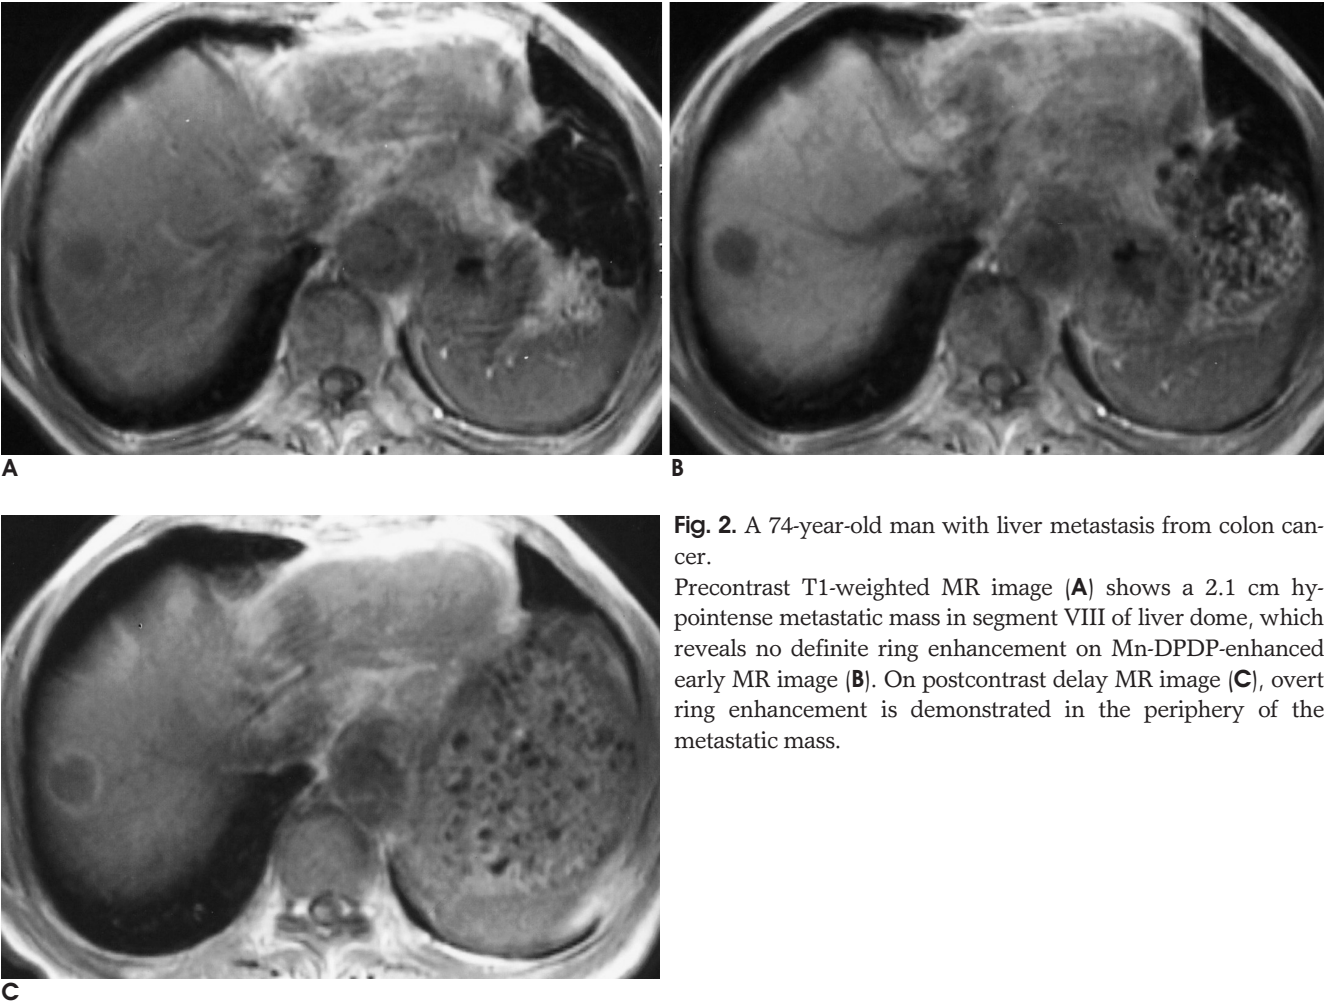 A
B
Fig. 2. A 74-year-old man with liver metastasis from colon can-
cer.
Precontrast T1-weighted MR image (A) shows a 2.1 cm hy-
pointense metastatic mass in segment VIII of liver dome, which
reveals no definite ring enhancement on Mn-DPDP-enhanced
early MR image (B). On postcontrast delay MR image (C), overt
ring enhancement is demonstrated in the periphery of the
metastatic mass.
C